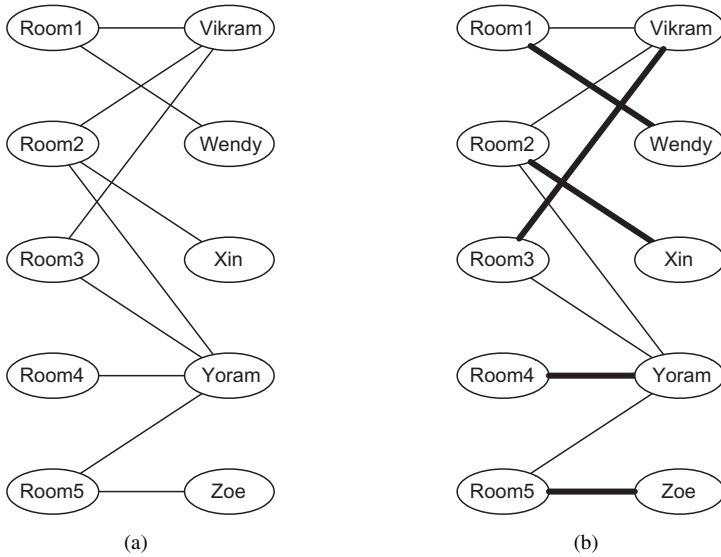 Room1 Vikram Room1 Vikram
Room2 Wendy Room2 Wendy
Room3 Xin Room3 Xin
Room4 Yoram Room4 Yoram
Room5 Zoe Room5 Zoe
(a) (b)